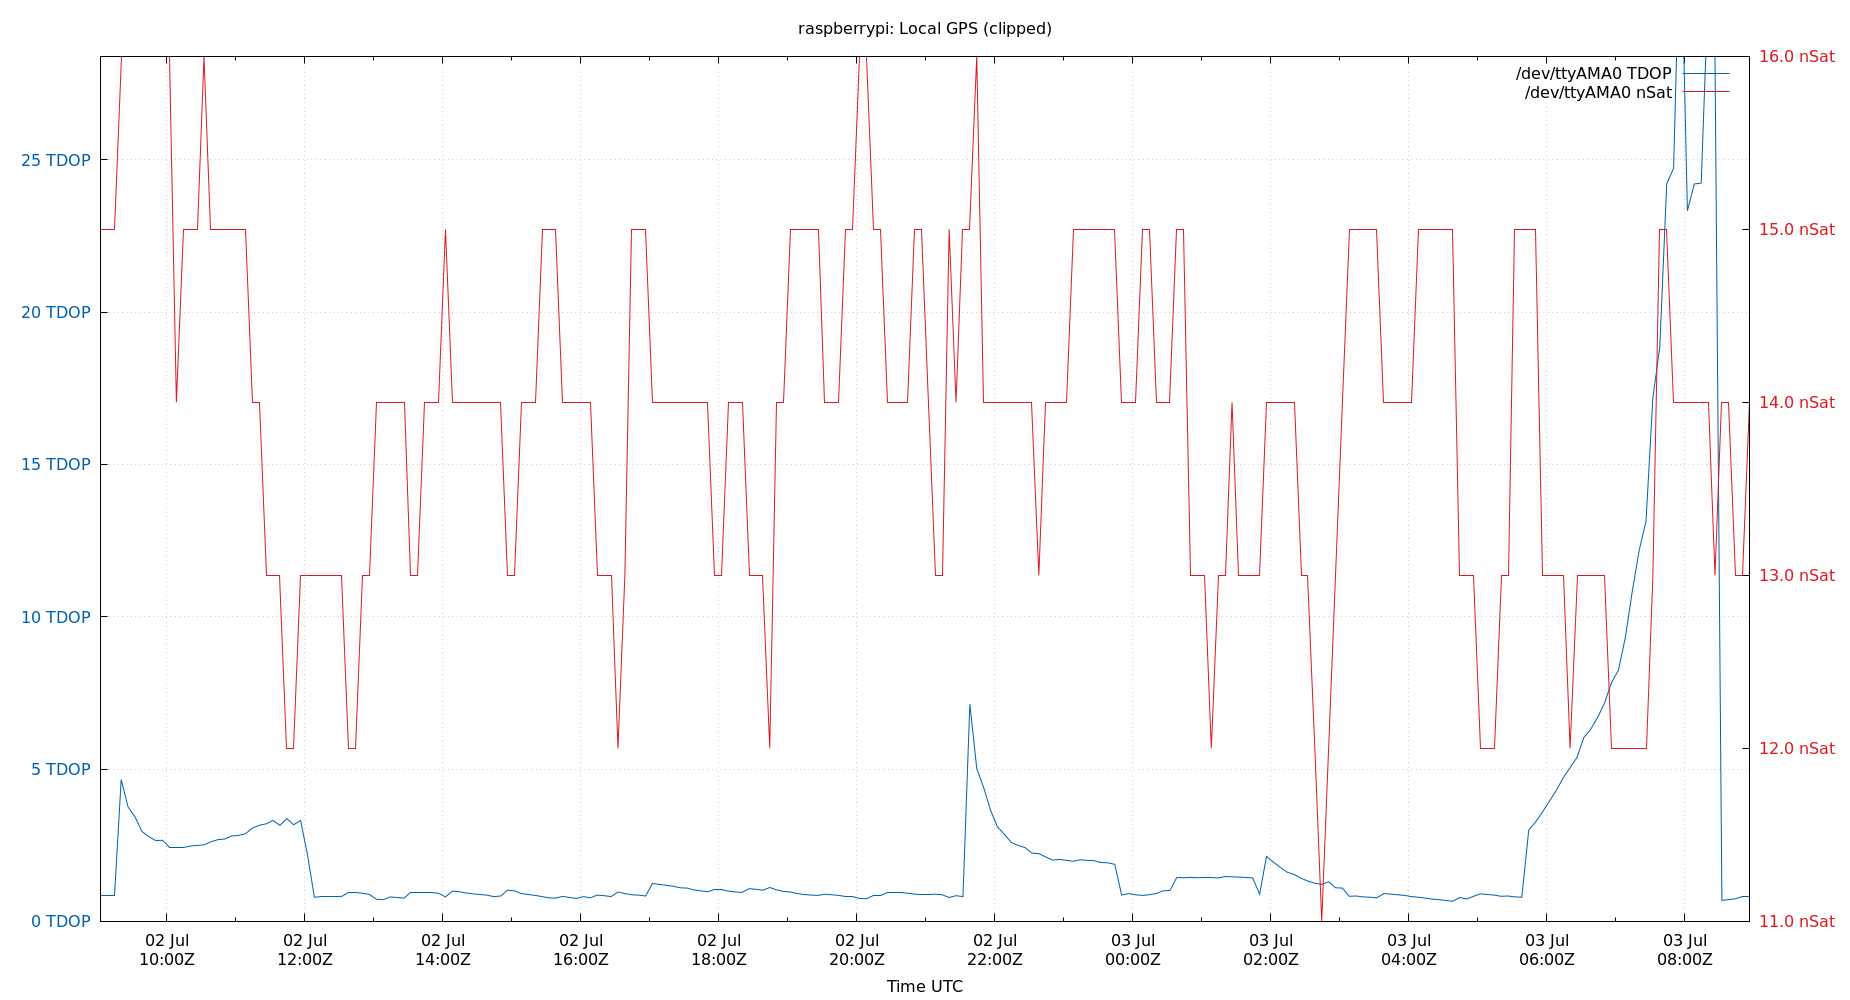 raspberrypi: Local GPS (clipped)
/dev/ttyAMA0 TDOP
/dev/ttyAMA0 nSat
25 TDOP
20 TDOP
15 TDOP
10 TDOP
5 TDOP
0 TDOP
16.0 nSat
15.0 nSat
14.0 nSat
13.0 nSat
12.0 nSat
11.0 nSat
02 Jul
10:00Z
02 Jul
12:00Z
02 Jul
14:00Z
02 Jul
16:00Z
02 Jul
18:00Z
02 Jul
20:00Z
02 Jul
22:00Z
03 Jul
00:00Z
03 Jul
02:00Z
03 Jul
04:00Z
03 Jul
06:00Z
03 Jul
08:00Z
Time UTC